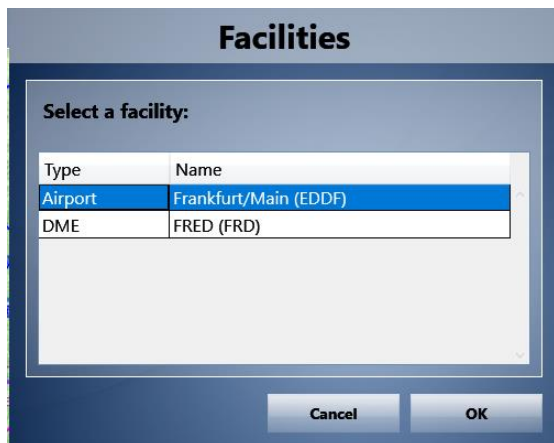 Facilities
Select a facility:
Type Name
Airport Frankfurt/Main (EDDF)
DME FRED (FRD)
Cancel OK